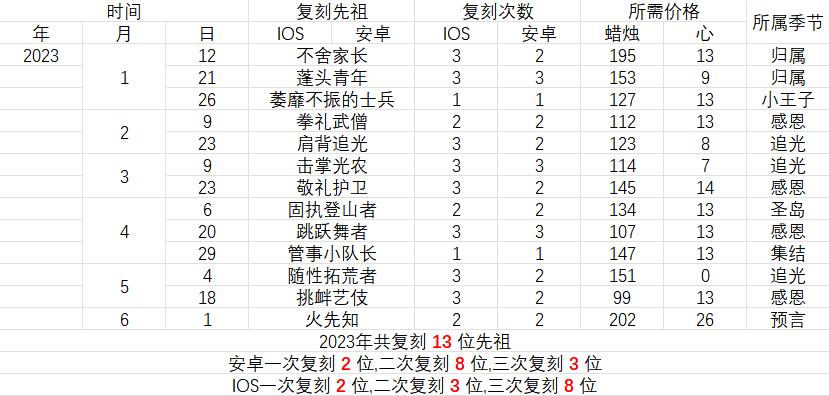 时间 复刻先祖 复刻次数 所需价格 所属季节
年 月 日 IOS 安卓 IOS 安卓 蜡烛 心
2023 12 不舍家长 3 2 195 13 归属
1 21 蓬头青年 3 3 153 9 归属
26 萎靡不振的士兵 1 1 127 13 小王子
2 9 拳礼武僧 2 2 112 13 感恩
23 肩背追光 3 2 123 8 追光
3 9 击掌光农 3 3 114 7 追光
23 敬礼护卫 3 2 145 14 感恩
6 固执登山者 2 2 134 13 圣岛
4 20 跳跃舞者 3 3 107 13 感恩
29 管事小队长 1 1 147 13 集结
5 4 随性拓荒者 3 2 151 0 追光
18 挑衅艺伎 3 2 99 13 感恩
6 1 火先知 2 2 202 26 预言
2023年共复刻 13 位先祖
安卓一次复刻 2 位,二次复刻 8 位,三次复刻 3 位
IOS一次复刻 2 位,二次复刻 3 位,三次复刻 8 位